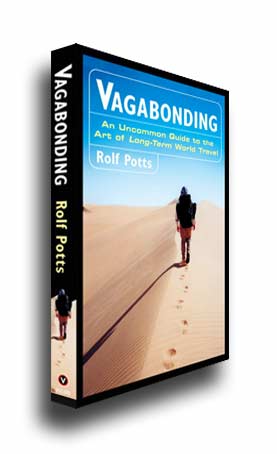 VAGABONDING
An Uncommon Guide to the
Art of Long-Term World Travel
Rolf Potts
VAGABONDING Rolf Potts
V